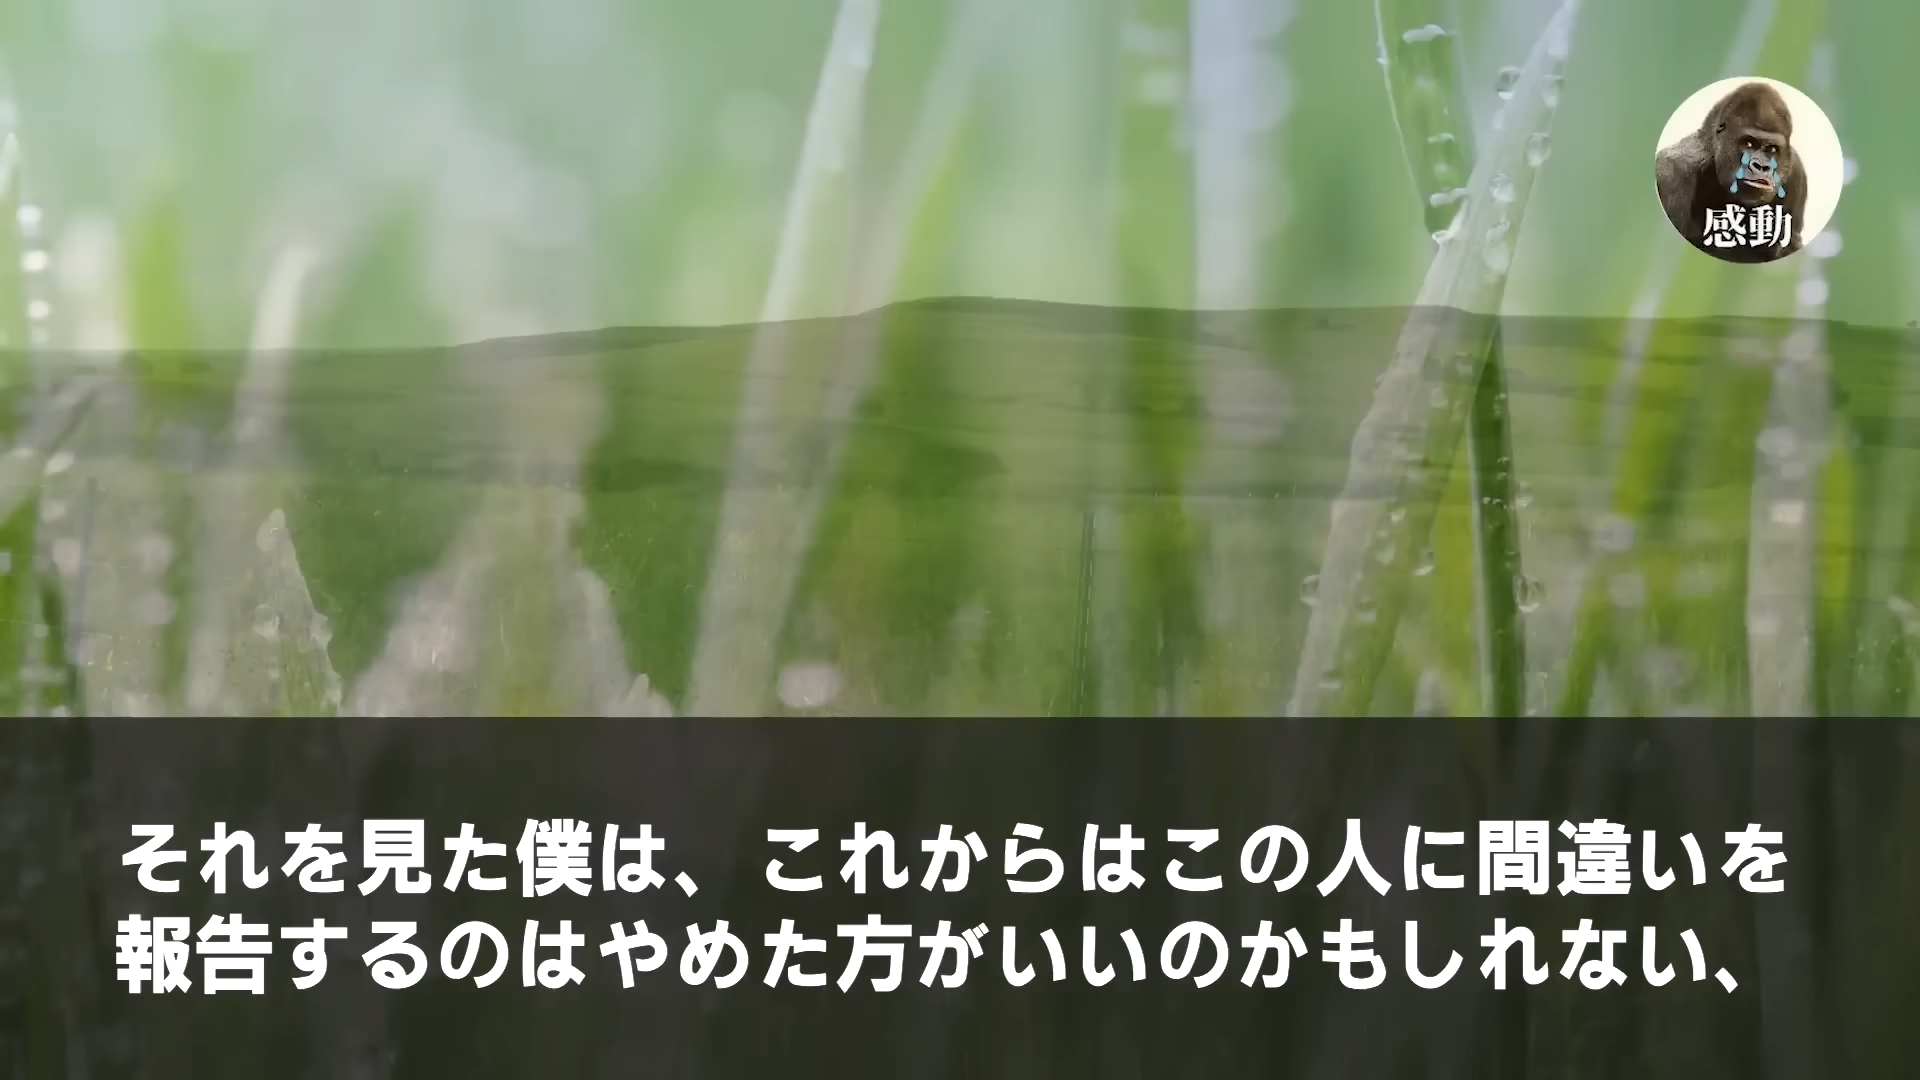 感動
それを見た僕は、これからはこの人に間違いを
報告するのはやめた方がいいのかもしれない、